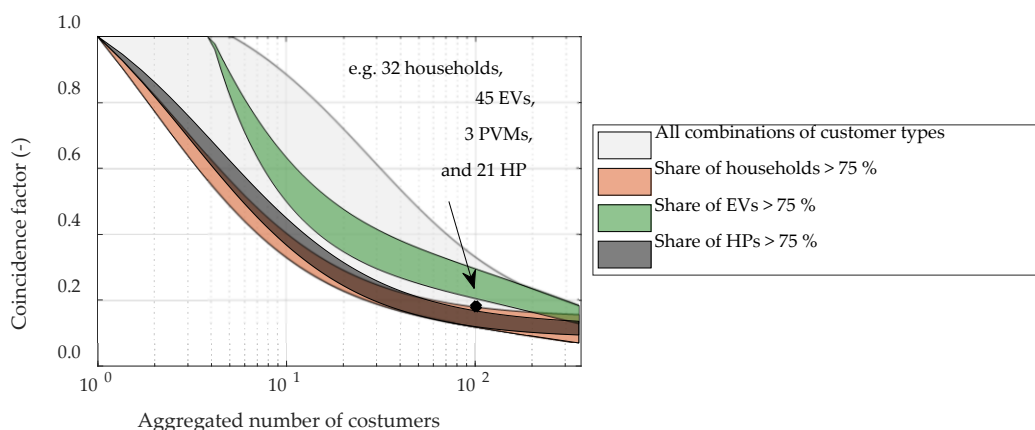 1.0
0.8
0.6
0.4
0.2
0.0
Coincidence factor (-)
10^0
10^1
10^2
Aggregated number of costumers
e.g. 32 households,
45 EVs,
3 PVMs,
and 21 HP
All combinations of customer types
Share of households > 75 %
Share of EVs > 75 %
Share of HPs > 75 %